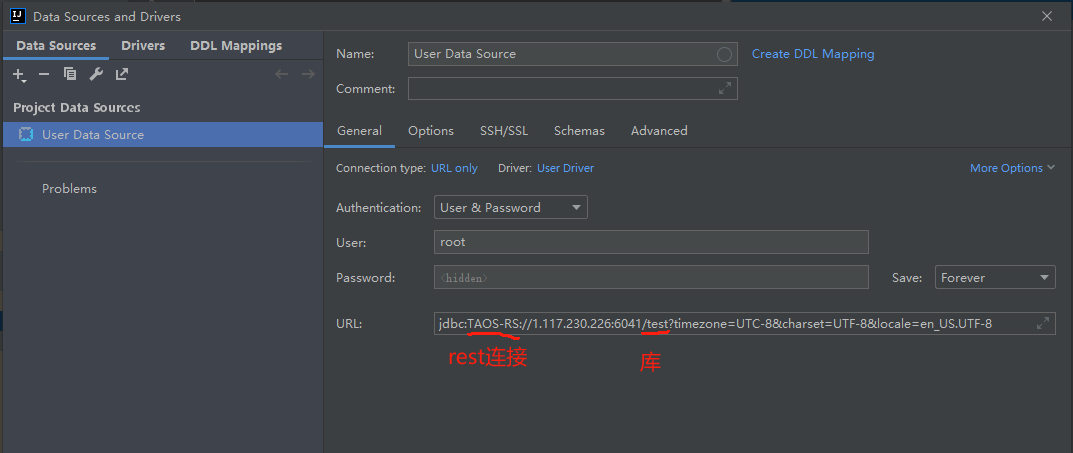 Data Sources and Drivers
Data Sources Drivers DDL Mappings
Project Data Sources
User Data Source
Problems
Name: User Data Source Create DDL Mapping
Comment:
General Options SSH/SSL Schemas Advanced
Connection type: URL only Driver: User Driver More Options
Authentication: User & Password
User: root
Password: <hidden> Save: Forever
URL: jdbc:TAOS-RS://1.117.230.226:6041/test?timezone=UTC-8&charset=UTF-8&locale=en_US.UTF-8
rest连接 库